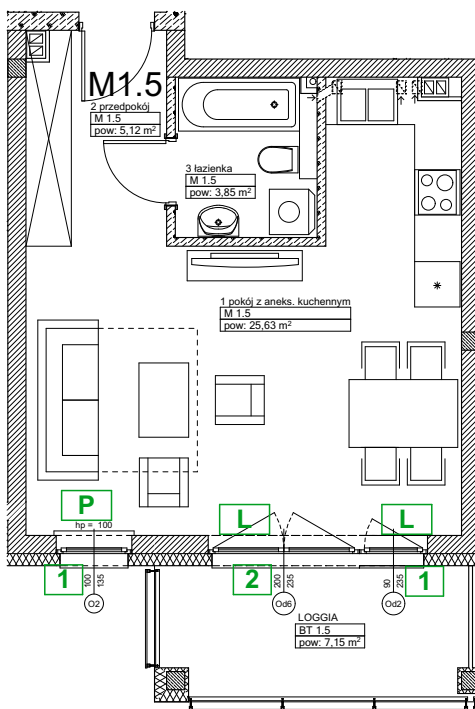 M1.5
2 przedpokój
M 1.5
pow: 5,12 m²
3 łazienka
M 1.5
pow: 3,85 m²
1 pokój z aneks. kuchennym
M 1.5
pow: 25,63 m²
P
L
L
hp = 100
1
100
135
2
200
235
90
235
1
O2
Od6
Od2
LOGGIA
BT 1.5
pow: 7,15 m²